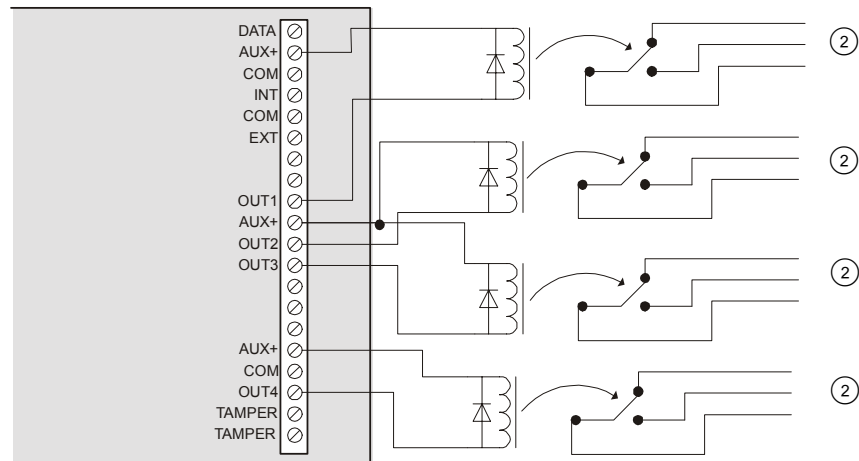 DATA
AUX+
COM
INT
COM
EXT
OUT1
AUX+
OUT2
OUT3
AUX+
COM
OUT4
TAMPER
TAMPER
2
2
2
2